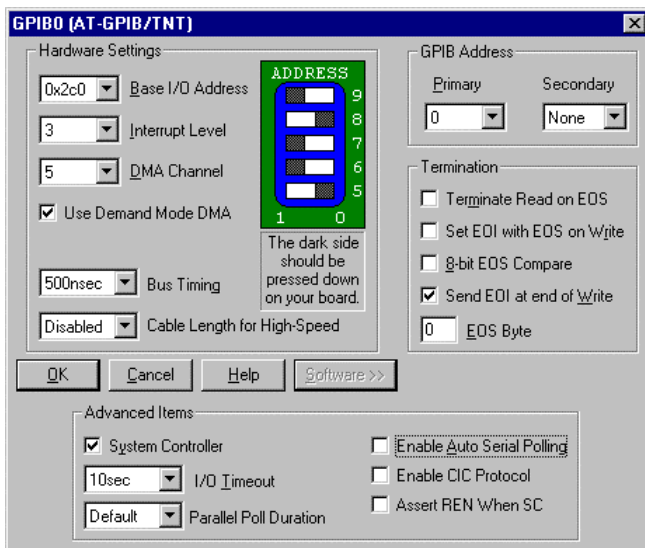 GPIB0 (AT-GPIB/TNT)
Hardware Settings
0x2c0 Base I/O Address
3 Interrupt Level
5 DMA Channel
Use Demand Mode DMA
500nsec Bus Timing
Disabled Cable Length for High-Speed
ADDRESS
9
8
7
6
5
1 0
The dark side
should be
pressed down
on your board.
GPIB Address
Primary Secondary
0 None
Termination
Terminate Read on EOS
Set EOI with EOS on Write
8-bit EOS Compare
Send EOI at end of Write
0 EOS Byte
OK Cancel Help Software >>
Advanced Items
System Controller
10sec I/O Timeout
Default Parallel Poll Duration
Enable Auto Serial Polling
Enable CIC Protocol
Assert REN When SC